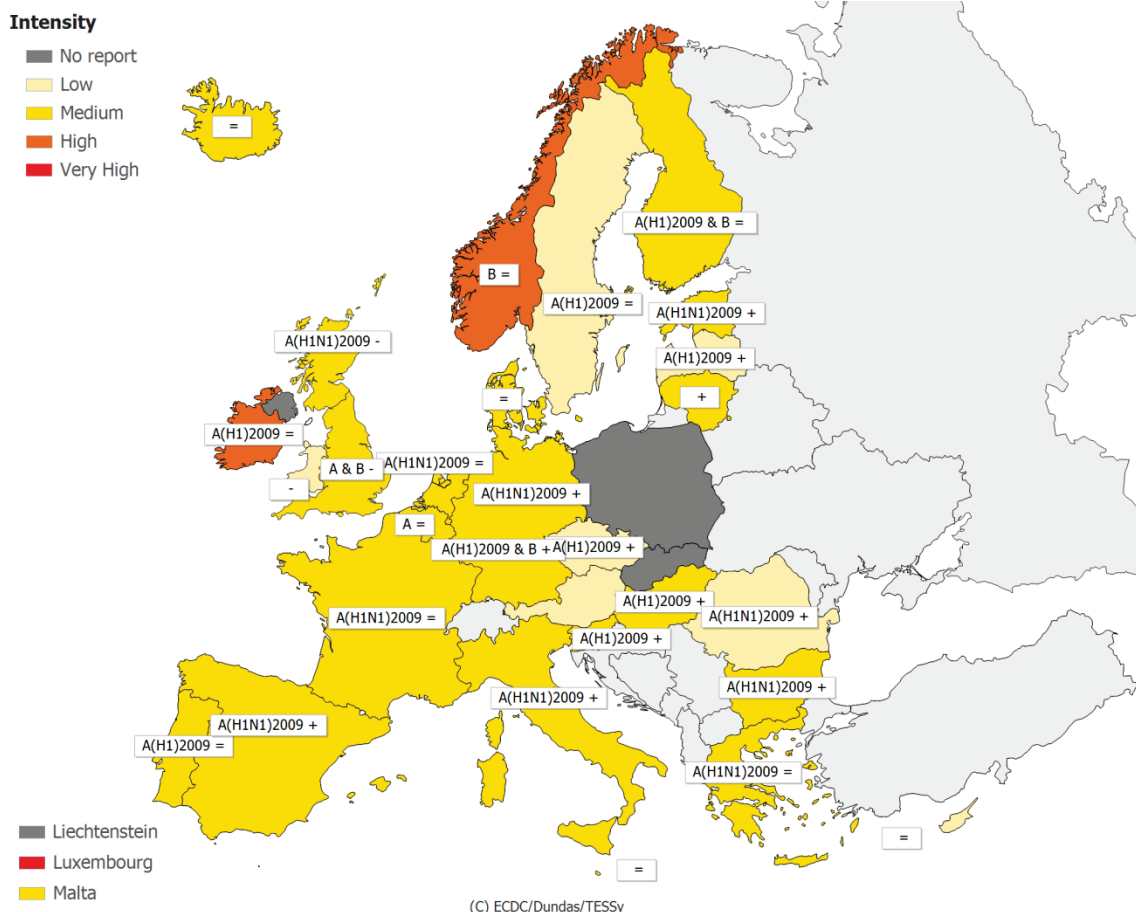 Intensity
No report
Low
Medium
High
Very High
=
A(H1)2009 & B =
B =
A(H1)2009 =
A(H1N1)2009 +
A(H1N1)2009 -
A(H1)2009 +
=
+
A(H1)2009 =
A & B -
A(H1N1)2009 =
-
A(H1N1)2009 +
A =
A(H1)2009 & B +
A(H1)2009 +
A(H1)2009 +
A(H1N1)2009 =
A(H1N1)2009 +
A(H1)2009 +
A(H1N1)2009 +
A(H1N1)2009 +
A(H1N1)2009 +
A(H1)2009 =
A(H1N1)2009 =
=
=
Liechtenstein
Luxembourg
Malta
(C) ECDC/Dundas/TESSy